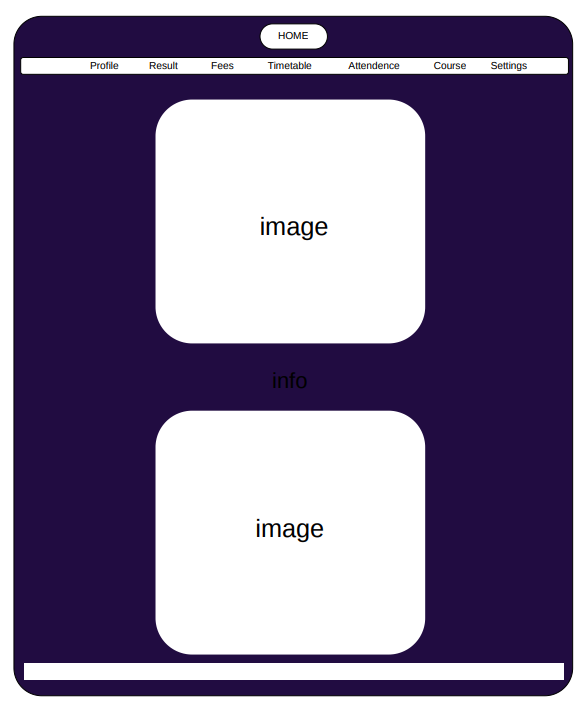 HOME
Profile Result Fees Timetable Attendence Course Settings
image
info
image